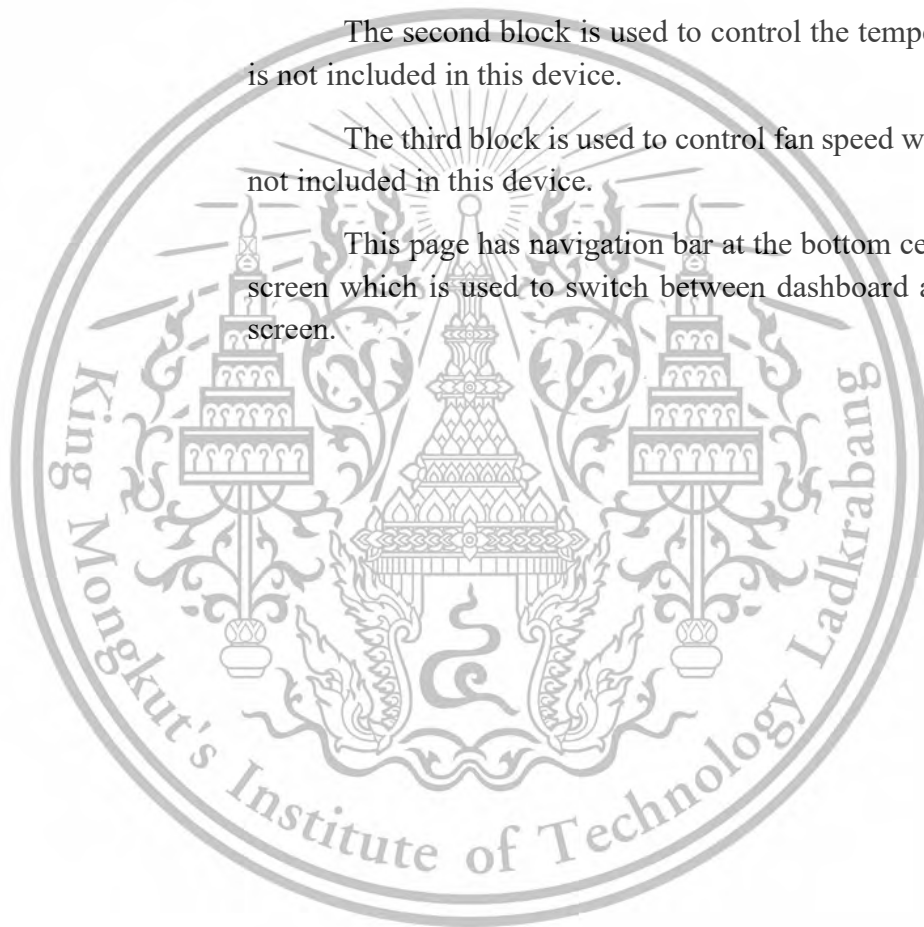 The second block is used to control the tempe
is not included in this device.
The third block is used to control fan speed w
not included in this device.
This page has navigation bar at the bottom ce
screen which is used to switch between dashboard a
screen.
King Mongkut's Institute of Technology Ladkrabang